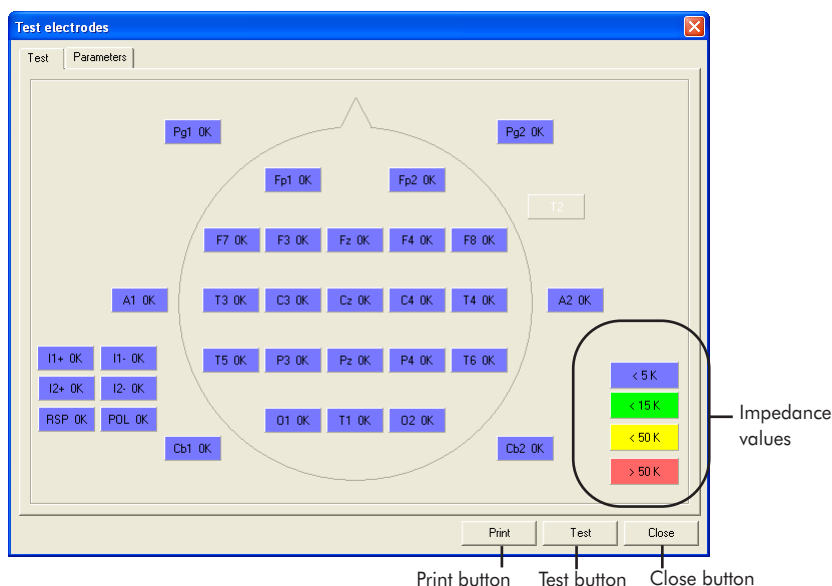 Test electrodes
Test Parameters
Pg1 0K Pg2 0K
Fp1 0K Fp2 0K
T2
F7 0K F3 0K Fz 0K F4 0K F8 0K
A1 0K T3 0K C3 0K Cz 0K C4 0K T4 0K A2 0K
I1+ 0K I1- 0K T5 0K P3 0K Pz 0K P4 0K T6 0K
< 5 K
I2+ 0K I2- 0K
< 15 K
Impedance
values
RSP 0K POL 0K O1 0K T1 0K O2 0K
< 50 K
Cb1 0K Cb2 0K
> 50 K
Print Test Close
Print button Test button Close button